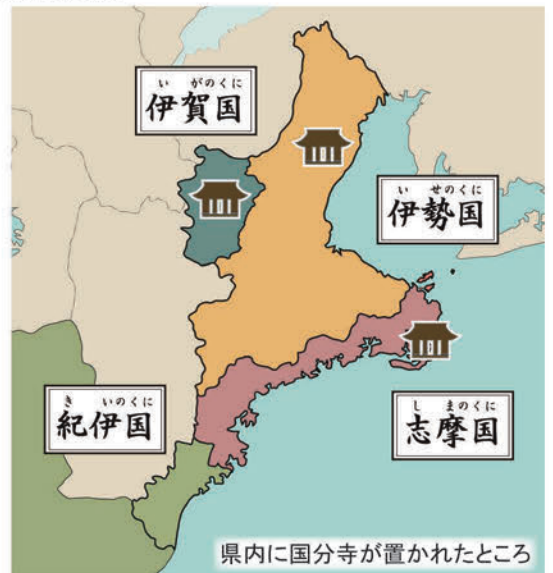 いがのくに
伊賀国
いせのくに
伊勢国
きいのくに
紀伊国
しまのくに
志摩国
県内に国分寺が置かれたところ